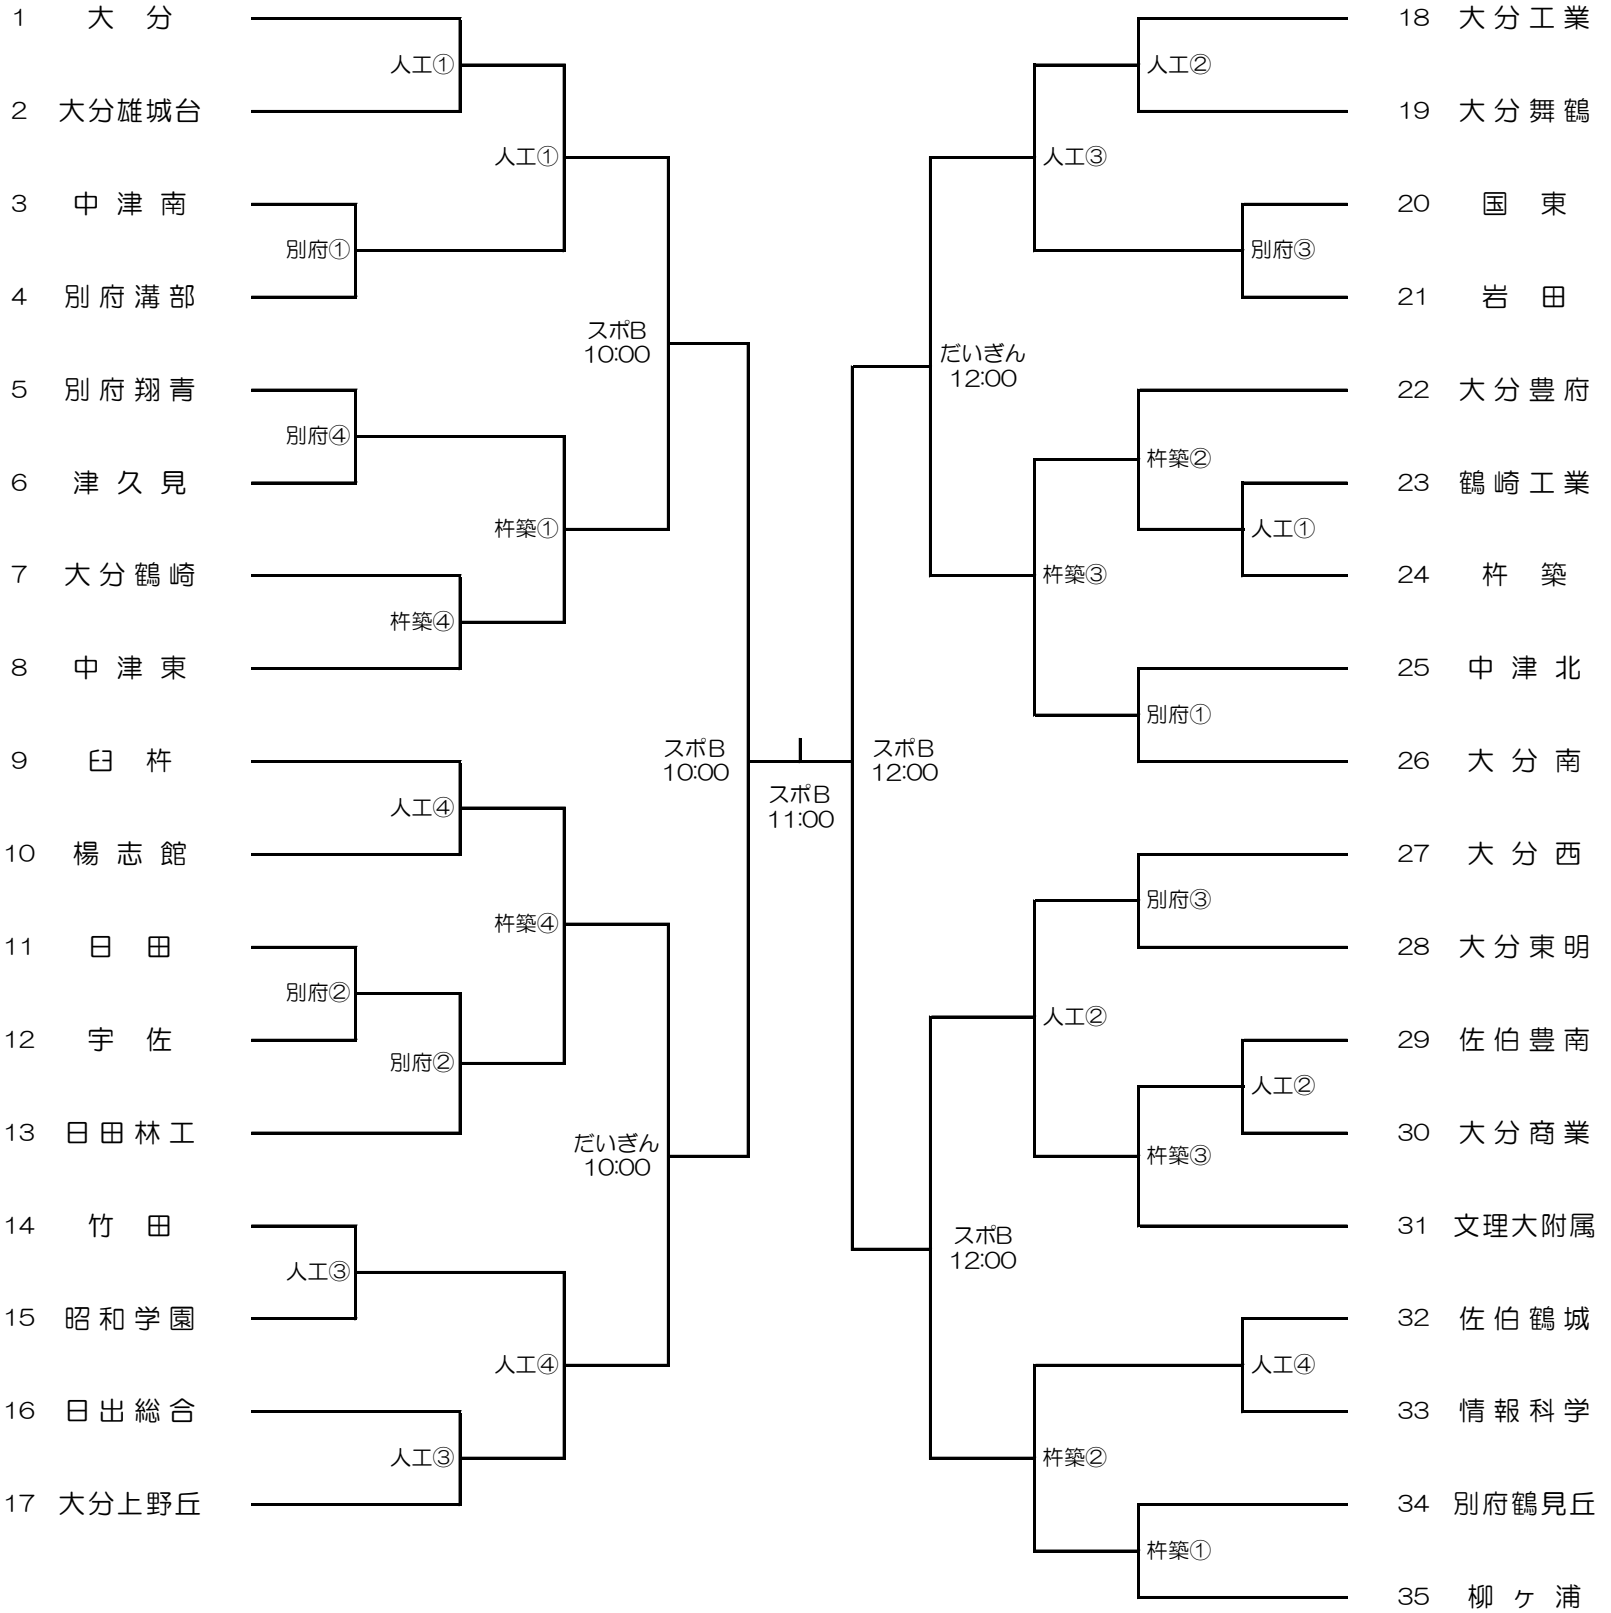 1 大分
人工①
2 大分雄城台
人工①
3 中津南
別府①
4 別府溝部
スポB
10:00
5 別府翔青
別府④
6 津久見
杵築①
7 大分鶴崎
杵築④
8 中津東
スポB
10:00
9 臼杵
人工④
10 楊志館
杵築④
11 日田
別府②
12 宇佐
別府②
13 日田林工
だいぎん
10:00
14 竹田
人工③
15 昭和学園
人工④
16 日出総合
人工③
17 大分上野丘
スポB
11:00
18 大分工業
人工②
19 大分舞鶴
人工③
20 国東
別府③
21 岩田
だいぎん
12:00
22 大分豊府
杵築②
23 鶴崎工業
人工①
24 杵築
杵築③
25 中津北
別府①
26 大分南
スポB
12:00
27 大分西
別府③
28 大分東明
人工②
29 佐伯豊南
人工②
30 大分商業
杵築③
31 文理大附属
スポB
12:00
32 佐伯鶴城
人工④
33 情報科学
杵築②
34 別府鶴見丘
杵築①
35 柳ヶ浦